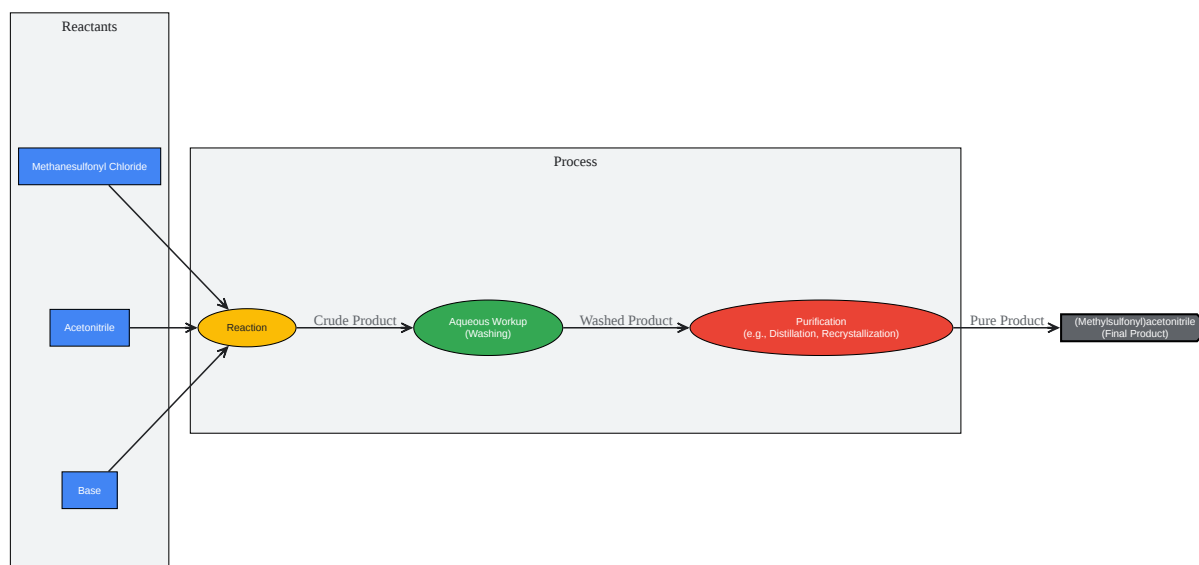 Reactants
Methanesulfonyl Chloride
Acetonitrile
Base
Process
Reaction
Crude Product
Aqueous Workup
(Washing)
Washed Product
Purification
(e.g., Distillation, Recrystallization)
Pure Product
(Methylsulfonyl)acetonitrile
(Final Product)